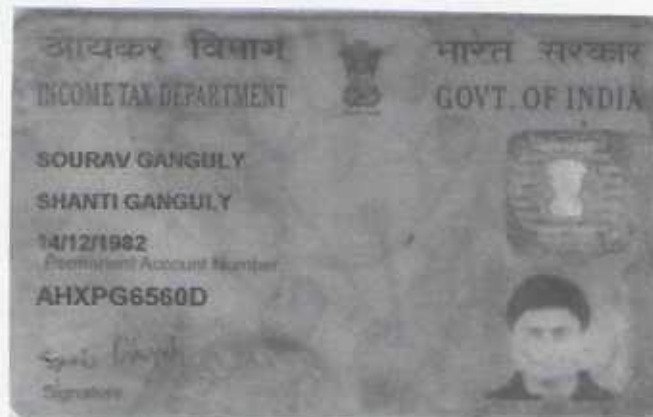 आयकर विभाग
भारत सरकार
INCOME TAX DEPARTMENT
GOVT. OF INDIA
SOURAV GANGULY
SHANTI GANGULY
14/12/1982
Permanent Account Number
AHXPG6560D
Signature